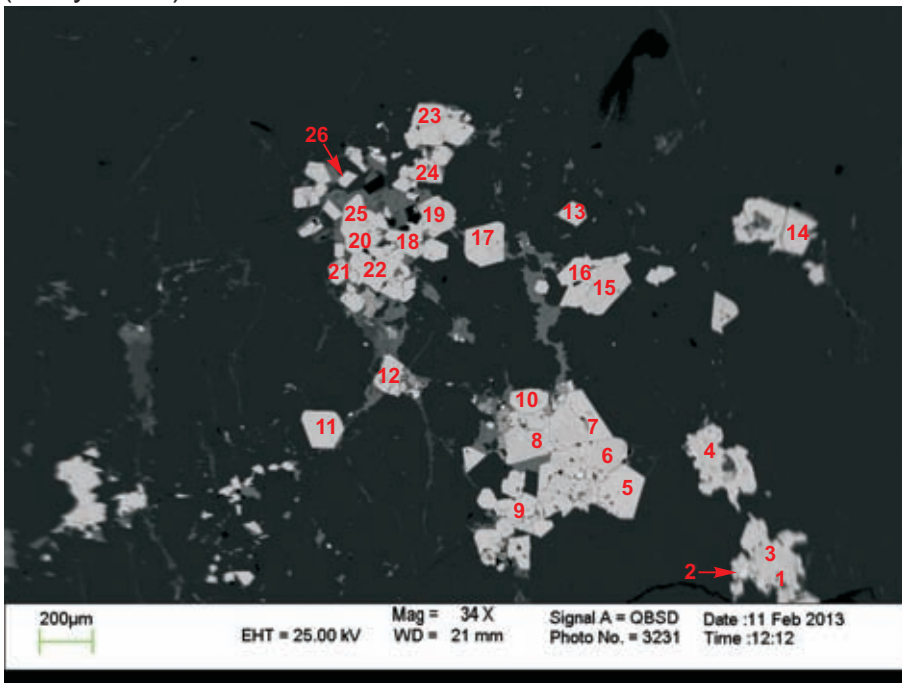 23
26
24
25 19 13
20 18 17 14
21 22 16 15
12
10
11 7
8 6 4
5
9
3
2 1
200µm Mag = 34 X Signal A = QBSD Date :11 Feb 2013
EHT = 25.00 kV WD = 21 mm Photo No. = 3231 Time :12:12